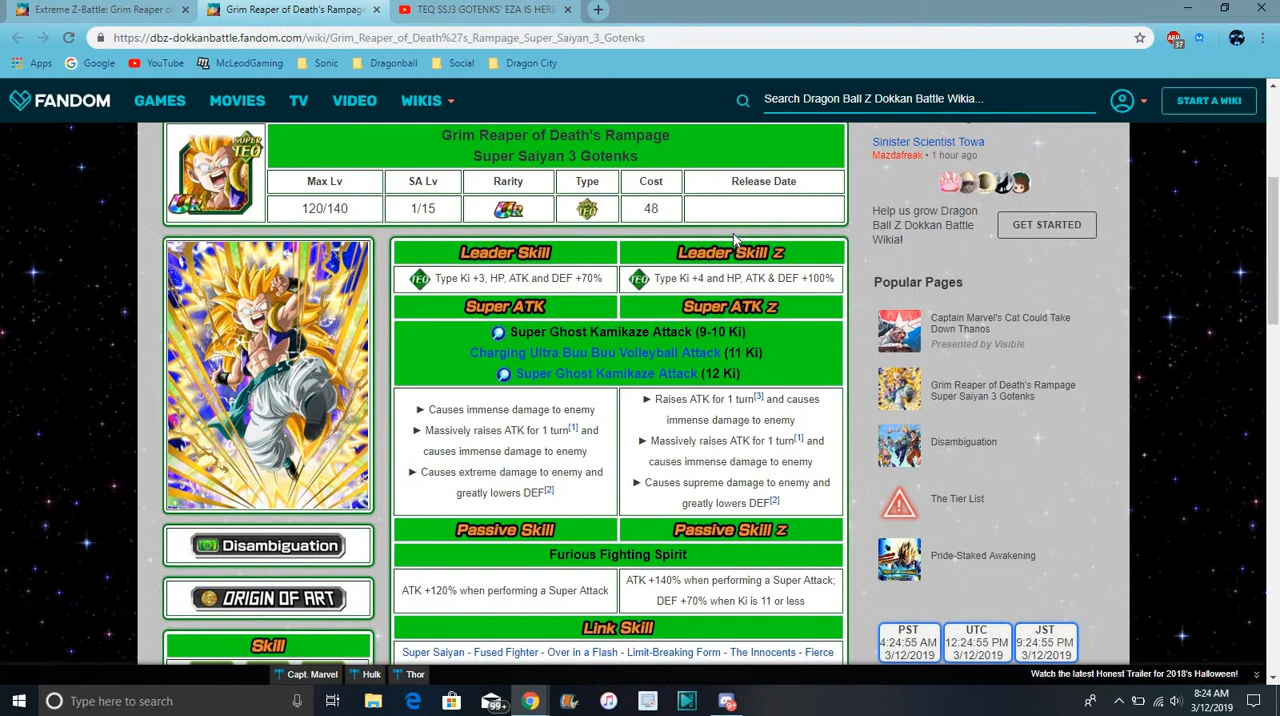 Extreme Z-Battle: Grim Reaper of
Grim Reaper of Death's Rampage
TEQ SSJ3 GOTENKS' EZA IS HERE
https://dbz-dokkanbattle.fandom.com/wiki/Grim_Reaper_of_Death%27s_Rampage_Super_Saiyan_3_Gotenks
37
Apps Google YouTube McLeodGaming Sonic Dragonball Social Dragon City
FANDOM GAMES MOVIES TV VIDEO WIKIS Search Dragon Ball Z Dokkan Battle Wikia... START A WIKI
SUPER TEQ
UR
Grim Reaper of Death's Rampage
Super Saiyan 3 Gotenks
Max Lv SA Lv Rarity Type Cost Release Date
120/140 1/15 UR TEQ 48
Leader Skill Leader Skill Z
TEQ Type Ki +3, HP, ATK and DEF +70%
TEQ Type Ki +4 and HP, ATK & DEF +100%
Super ATK Super ATK Z
Super Ghost Kamikaze Attack (9-10 Ki)
Charging Ultra Buu Buu Volleyball Attack (11 Ki)
Super Ghost Kamikaze Attack (12 Ki)
► Causes immense damage to enemy
► Massively raises ATK for 1 turn[1] and
causes immense damage to enemy
► Causes extreme damage to enemy and
greatly lowers DEF[2]
► Raises ATK for 1 turn[3] and causes
immense damage to enemy
► Massively raises ATK for 1 turn[1] and
causes immense damage to enemy
► Causes supreme damage to enemy and
greatly lowers DEF[2]
Passive Skill Passive Skill Z
Furious Fighting Spirit
ATK +120% when performing a Super Attack
ATK +140% when performing a Super Attack;
DEF +70% when Ki is 11 or less
Link Skill
Super Saiyan - Fused Fighter - Over in a Flash - Limit-Breaking Form - The Innocents - Fierce
Disambiguation
ORIGIN OF ART
Skill
Sinister Scientist Towa
Mazdafreak • 1 hour ago
Help us grow Dragon
Ball Z Dokkan Battle
Wikia!
GET STARTED
Popular Pages
Captain Marvel's Cat Could Take
Down Thanos
Presented by Visible
Grim Reaper of Death's Rampage
Super Saiyan 3 Gotenks
Disambiguation
The Tier List
Pride-Staked Awakening
PST UTC JST
4:24:55 AM 12:24:55 PM 9:24:55 PM
3/12/2019 3/12/2019 3/12/2019
Capt. Marvel Hulk Thor
Watch the latest Honest Trailer for 2018's Halloween!
Type here to search
99+
9+
8:24 AM
3/12/2019